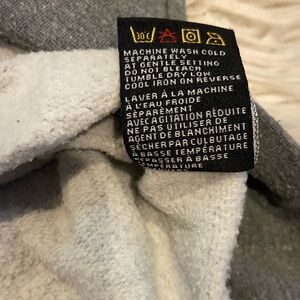 30C
MACHINE WASH COLD
SEPARATELY
AT GENTLE SETTING
DO NOT BLEACH
TUMBLE DRY LOW
COOL IRON ON REVERSE
LAVER À LA MACHINE
À L'EAU FROIDE
SÉPARÉMENT
AVEC AGITATION RÉDUITE
NE PAS UTILISER DE
AGENT DE BLANCHIMENT
SÉCHER PAR CULBUTAGE
À BASSE TEMPÉRATURE
REPASSER À BASSE
TEMPÉRATURE